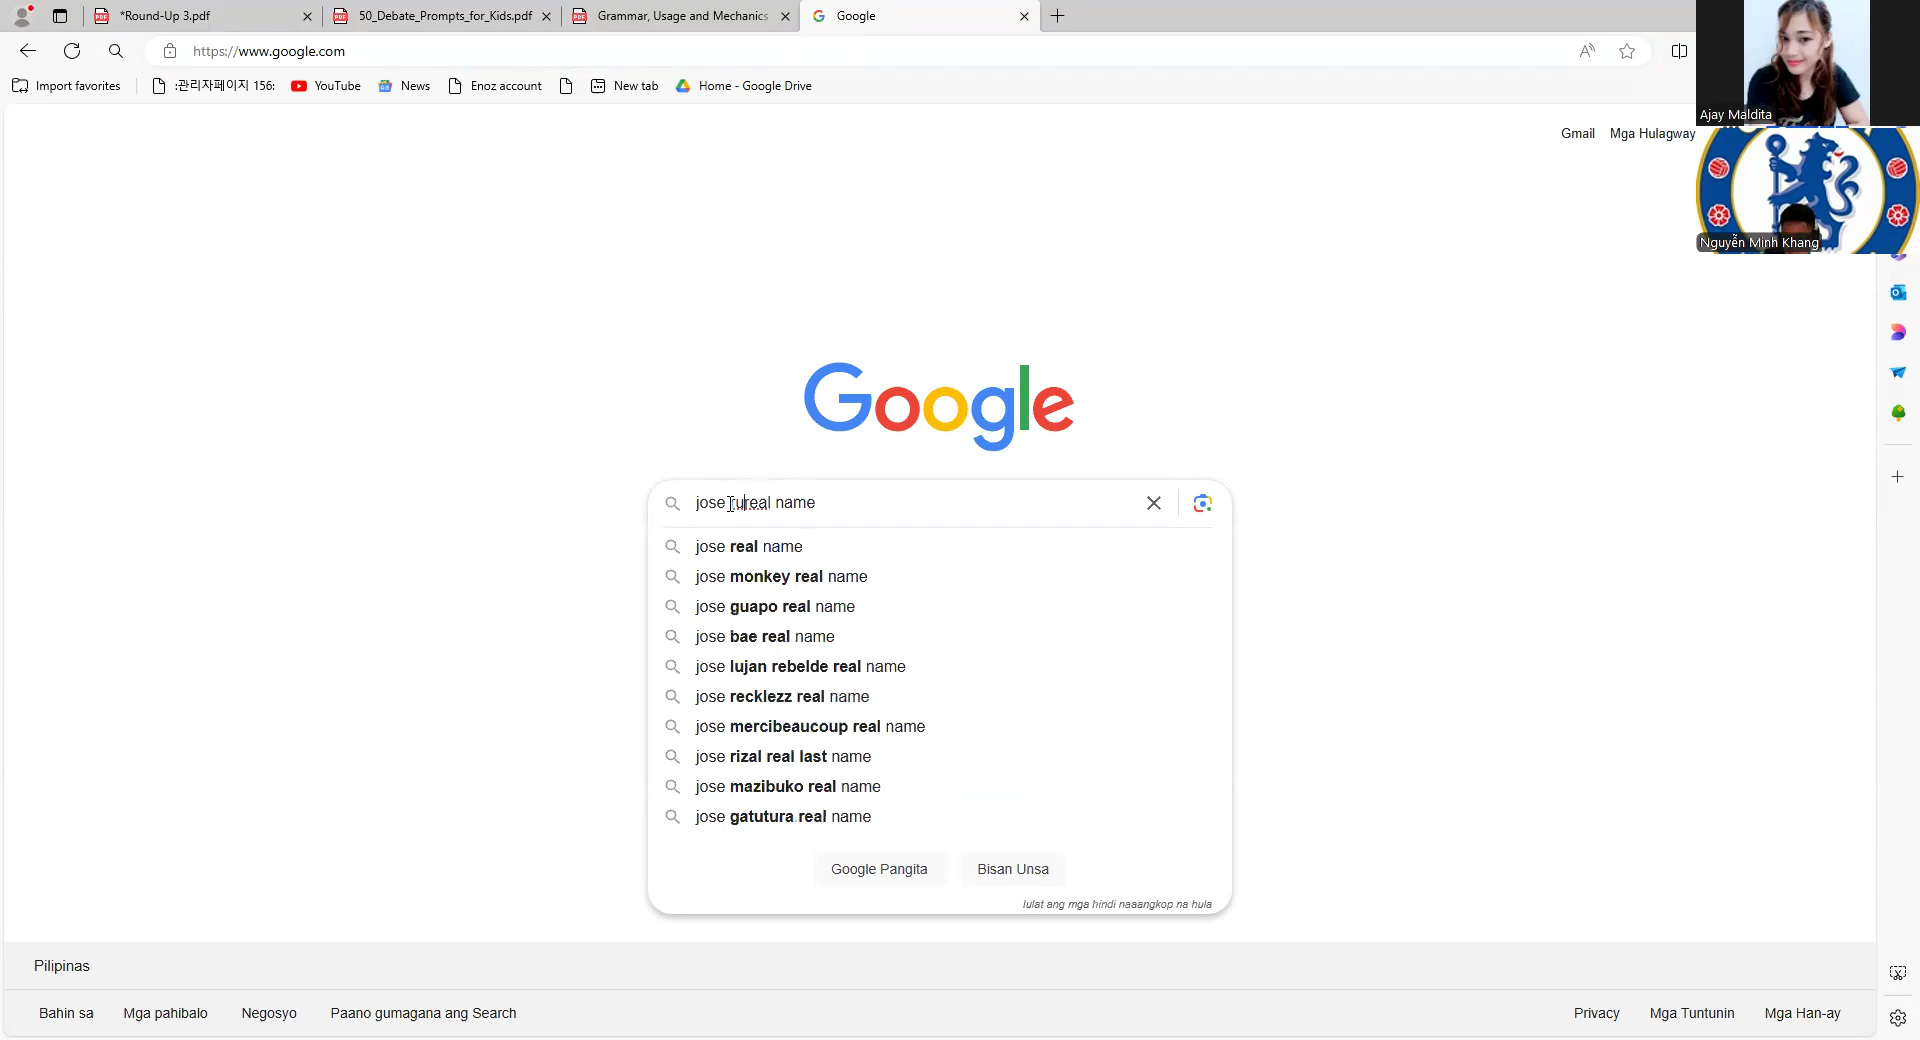 *Round-Up 3.pdf
50_Debate_Prompts_for_Kids.pdf
Grammar, Usage and Mechanics
Google
https://www.google.com
Import favorites
:관리자페이지 156:
YouTube
News
Enoz account
New tab
Home - Google Drive
Ajay Maldita
Gmail
Mga Hulagway
Nguyễn Minh Khang
Google
jose rureal name
jose real name
jose monkey real name
jose guapo real name
jose bae real name
jose lujan rebelde real name
jose recklezz real name
jose mercibeaucoup real name
jose rizal real last name
jose mazibuko real name
jose gatutura real name
Google Pangita
Bisan Unsa
Iulat ang mga hindi naaangkop na hula
Pilipinas
Bahin sa
Mga pahibalo
Negosyo
Paano gumagana ang Search
Privacy
Mga Tuntunin
Mga Han-ay